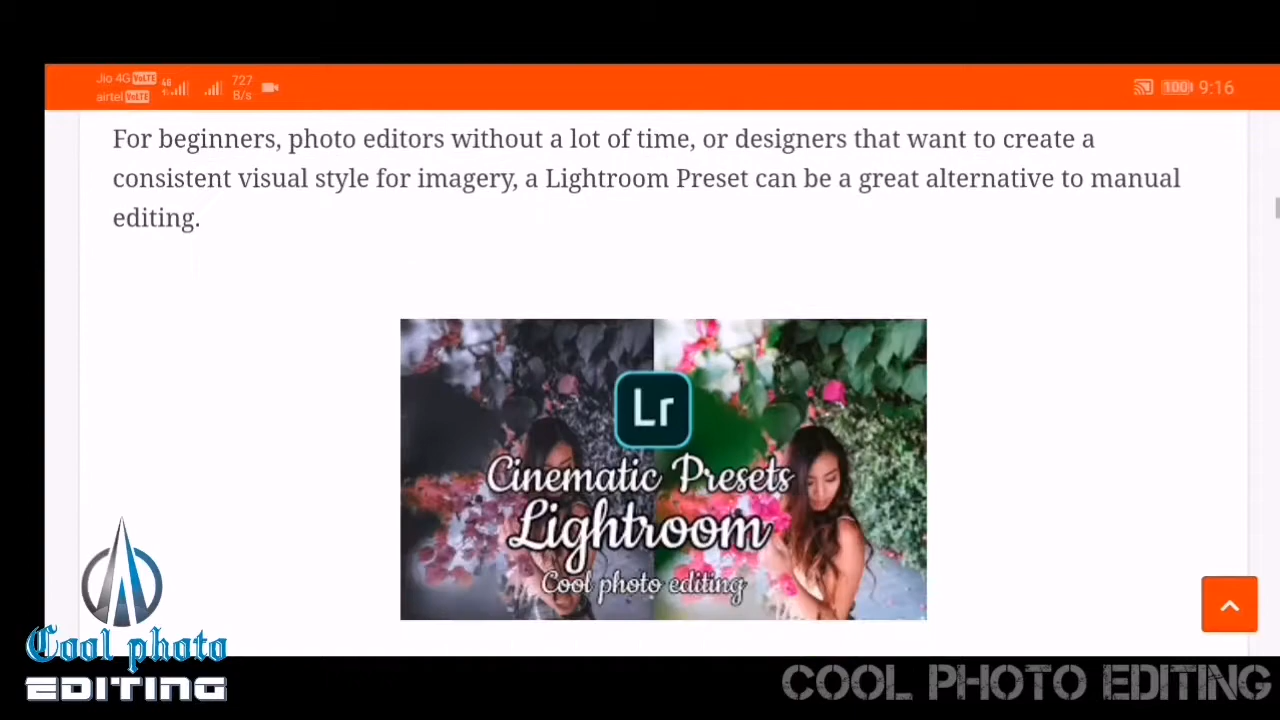 Jio 4G VoLTE
airtel VoLTE
4G
727
B/s
100
9:16
For beginners, photo editors without a lot of time, or designers that want to create a
consistent visual style for imagery, a Lightroom Preset can be a great alternative to manual
editing.
Lr
Cinematic Presets
Lightroom
Cool photo editing
Cool photo
EDITING
COOL PHOTO EDITING